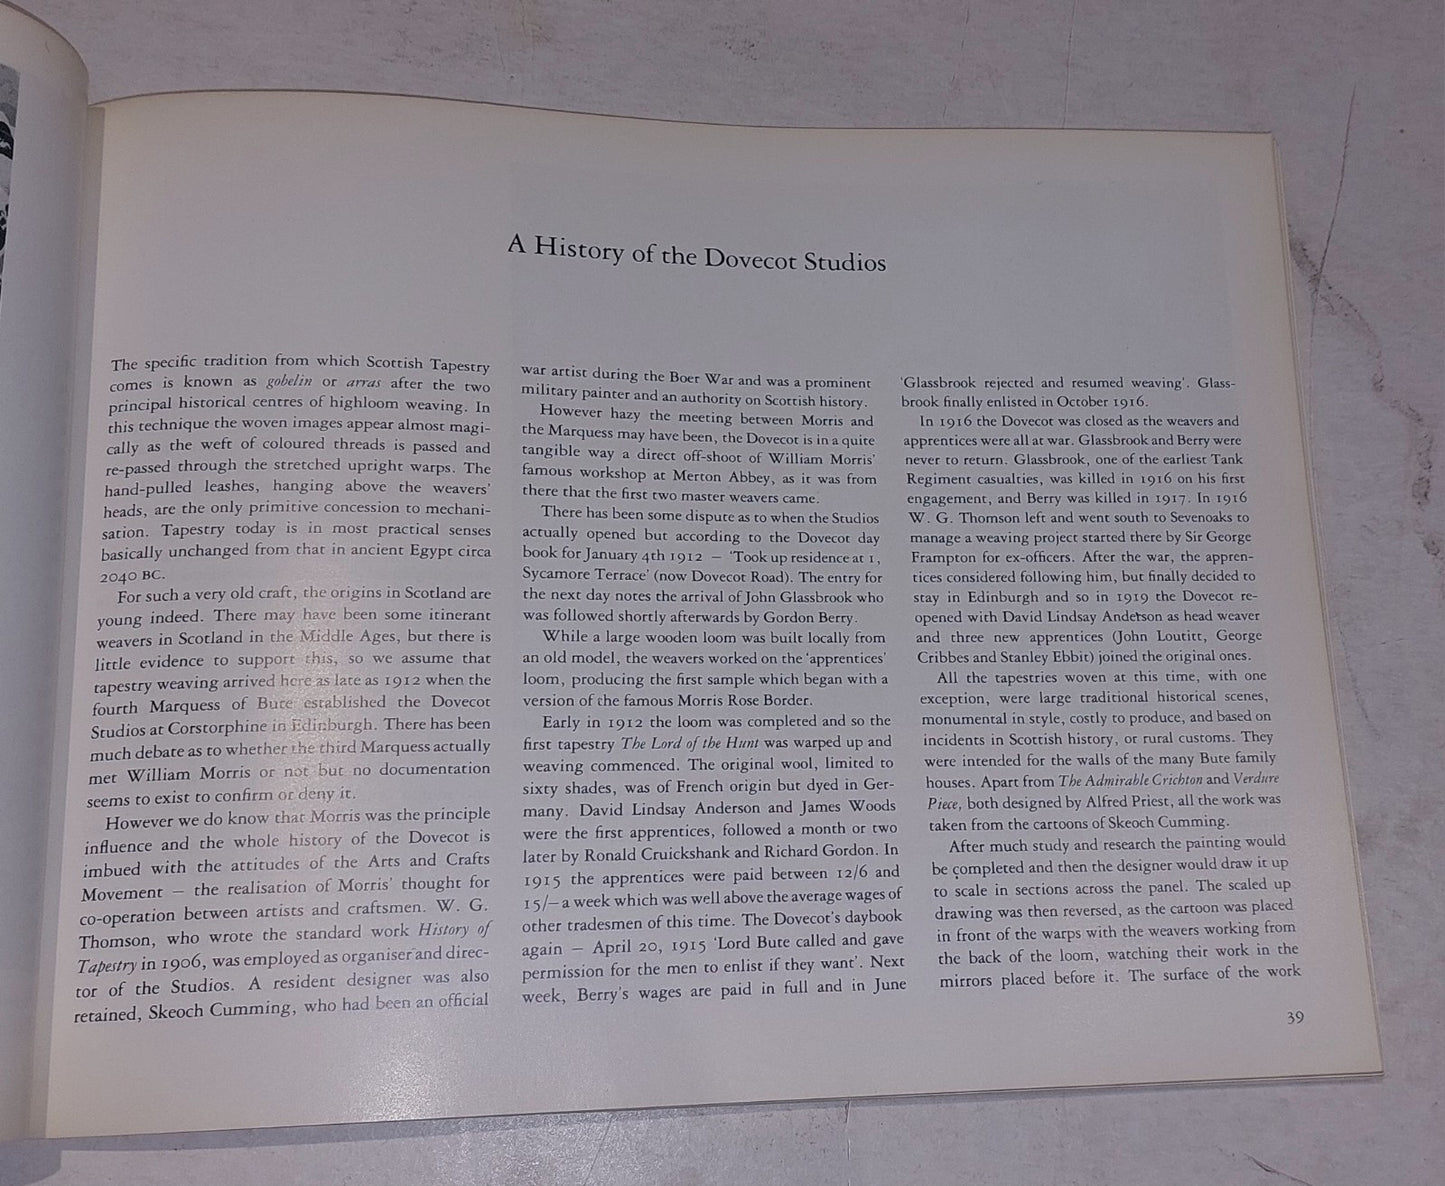 A History of the Dovecot Studios
The specific tradition from which Scottish Tapestry
comes is known as gobelin or arras after the two
principal historical centres of highloom weaving. In
this technique the woven images appear almost magi-
cally as the weft of coloured threads is passed and
re-passed through the stretched upright warps. The
hand-pulled leashes, hanging above the weavers'
heads, are the only primitive concession to mechani-
sation. Tapestry today is in most practical senses
basically unchanged from that in ancient Egypt circa
2040 BC.
For such a very old craft, the origins in Scotland are
young indeed. There may have been some itinerant
weavers in Scotland in the Middle Ages, but there is
little evidence to support this, so we assume that
tapestry weaving arrived here as late as 1912 when the
fourth Marquess of Bute established the Dovecot
Studios at Corstorphine in Edinburgh. There has been
much debate as to whether the third Marquess actually
met William Morris or not but no documentation
seems to exist to confirm or deny it.
However we do know that Morris was the principle
influence and the whole history of the Dovecot is
imbued with the attitudes of the Arts and Crafts
Movement — the realisation of Morris' thought for
co-operation between artists and craftsmen. W. G.
Thomson, who wrote the standard work History of
Tapestry in 1906, was employed as organiser and direc-
tor of the Studios. A resident designer was also
retained, Skeoch Cumming, who had been an official
war artist during the Boer War and was a prominent
military painter and an authority on Scottish history.
However hazy the meeting between Morris and
the Marquess may have been, the Dovecot is in a quite
tangible way a direct off-shoot of William Morris'
famous workshop at Merton Abbey, as it was from
there that the first two master weavers came.
There has been some dispute as to when the Studios
actually opened but according to the Dovecot day
book for January 4th 1912 — 'Took up residence at 1,
Sycamore Terrace' (now Dovecot Road). The entry for
the next day notes the arrival of John Glassbrook who
was followed shortly afterwards by Gordon Berry.
While a large wooden loom was built locally from
an old model, the weavers worked on the 'apprentices'
loom, producing the first sample which began with a
version of the famous Morris Rose Border.
Early in 1912 the loom was completed and so the
first tapestry The Lord of the Hunt was warped up and
weaving commenced. The original wool, limited to
sixty shades, was of French origin but dyed in Ger-
many. David Lindsay Anderson and James Woods
were the first apprentices, followed a month or two
later by Ronald Cruickshank and Richard Gordon. In
1915 the apprentices were paid between 12/6 and
15/— a week which was well above the average wages of
other tradesmen of this time. The Dovecot's daybook
again — April 20, 1915 'Lord Bute called and gave
permission for the men to enlist if they want'. Next
week, Berry's wages are paid in full and in June
'Glassbrook rejected and resumed weaving'. Glass-
brook finally enlisted in October 1916.
In 1916 the Dovecot was closed as the weavers and
apprentices were all at war. Glassbrook and Berry were
never to return. Glassbrook, one of the earliest Tank
Regiment casualties, was killed in 1916 on his first
engagement, and Berry was killed in 1917. In 1916
W. G. Thomson left and went south to Sevenoaks to
manage a weaving project started there by Sir George
Frampton for ex-officers. After the war, the appren-
tices considered following him, but finally decided to
stay in Edinburgh and so in 1919 the Dovecot re-
opened with David Lindsay Anderson as head weaver
and three new apprentices (John Loutitt, George
Cribbes and Stanley Ebbit) joined the original ones.
All the tapestries woven at this time, with one
exception, were large traditional historical scenes,
monumental in style, costly to produce, and based on
incidents in Scottish history, or rural customs. They
were intended for the walls of the many Bute family
houses. Apart from The Admirable Crichton and Verdure
Piece, both designed by Alfred Priest, all the work was
taken from the cartoons of Skeoch Cumming.
After much study and research the painting would
be completed and then the designer would draw it up
to scale in sections across the panel. The scaled up
drawing was then reversed, as the cartoon was placed
in front of the warps with the weavers working from
the back of the loom, watching their work in the
mirrors placed before it. The surface of the work
39